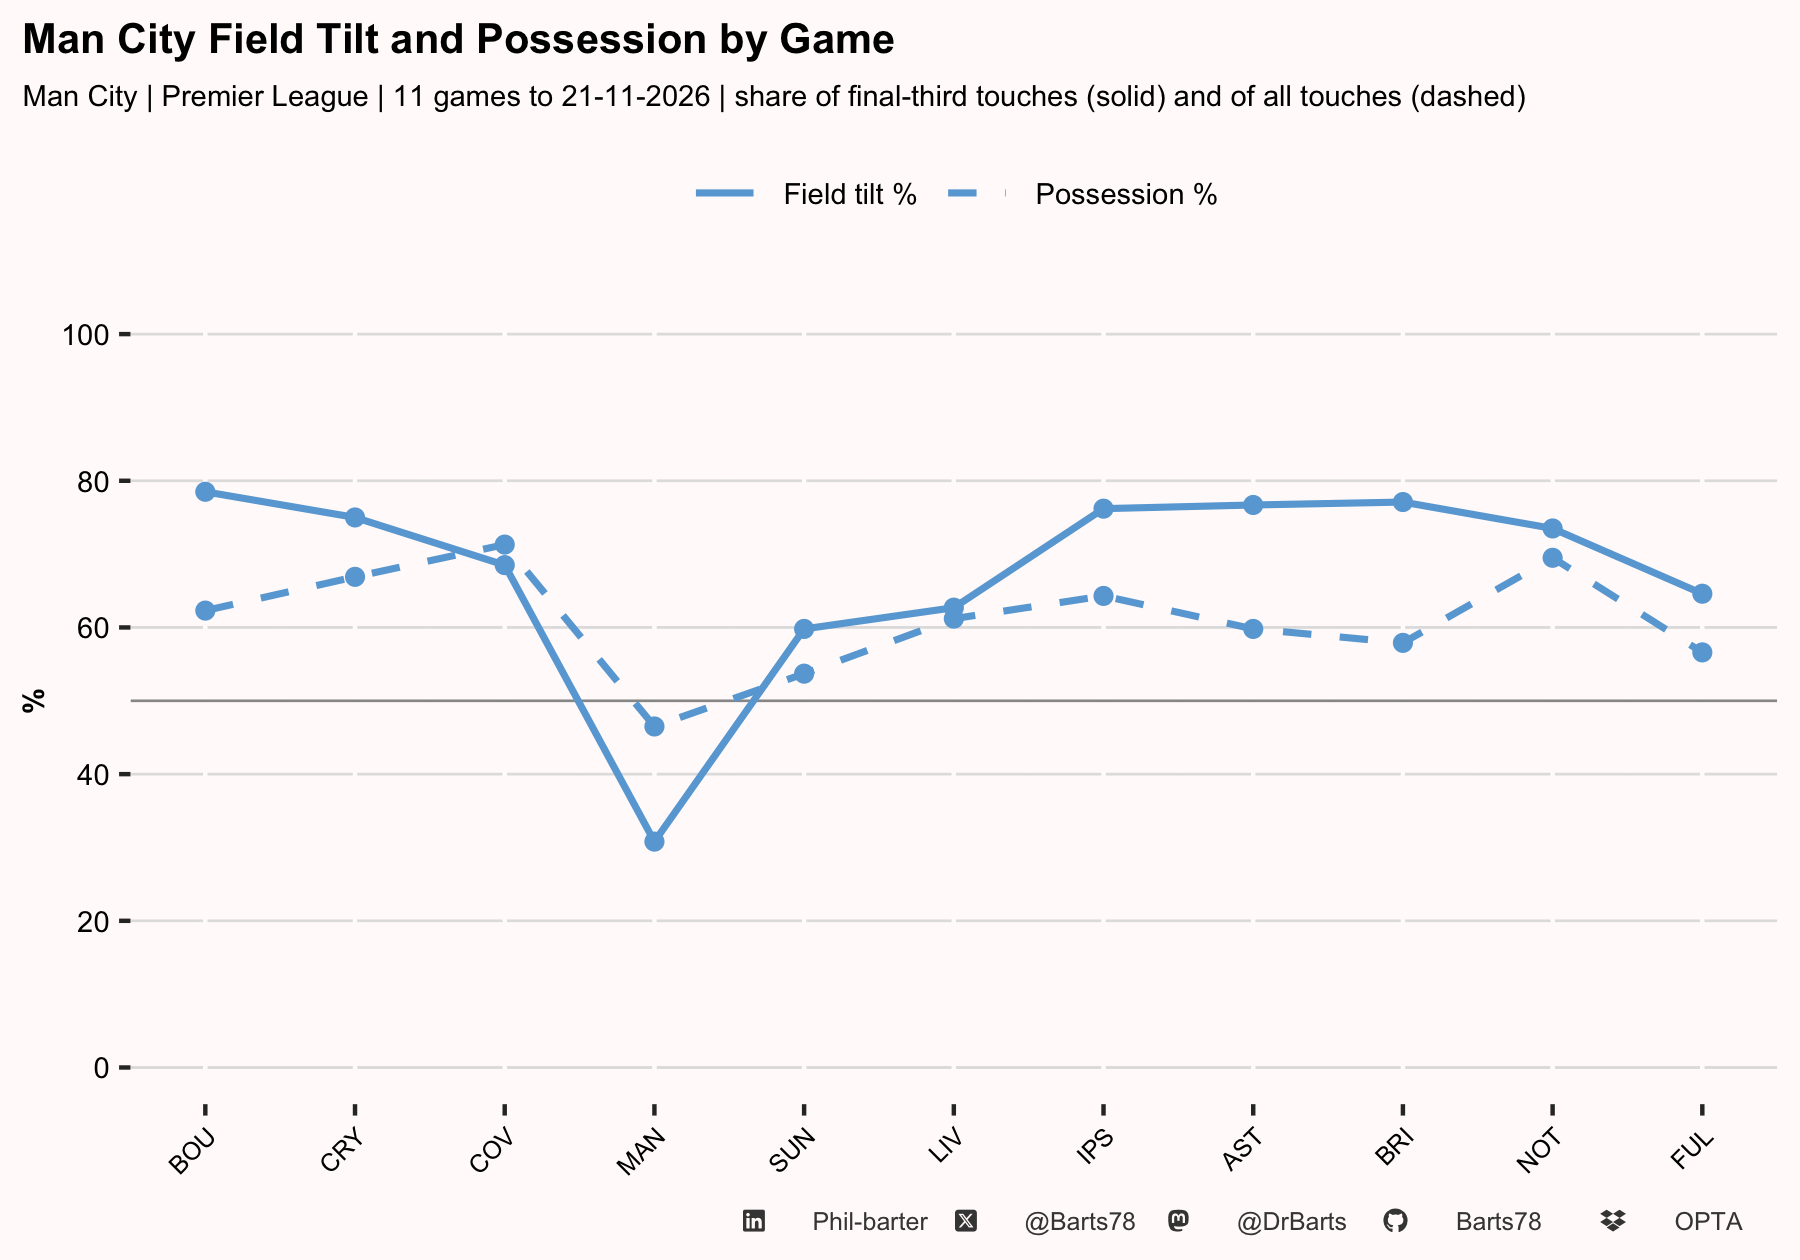 Man City Field Tilt and Possession by Game
Man City | Premier League | 11 games to 21-11-2026 | share of final-third touches (solid) and of all touches (dashed)
Field tilt % Possession %
100
80
60
40
20
0
%
BOU CRY COV MAN SUN LIV IPS AST BRI NOT FUL
Phil-barter @Barts78 @DrBarts Barts78 OPTA